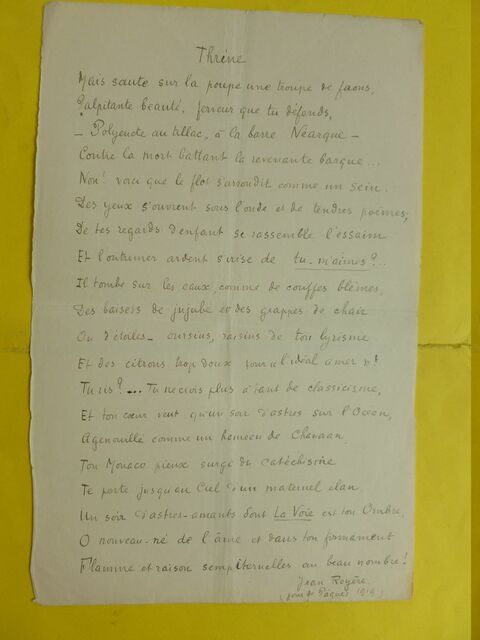 Thrène
Mais saute sur la poupe une troupe de faons,
Palpitante beauté, ferveur que tu défends,
– Polyeucte au tillac, à la barre Néarque –
Contre la mort battant la revenante barque...
Non! voici que le flot s'arrondit comme un sein.
Des yeux s'ouvrent sous l'onde et de tendres poèmes;
De tes regards d'enfant se rassemble l'essaim
Et l'outremer ardent s'irise de tu m'aimes?..
Il tombe sur les eaux, comme de couffes blêmes,
Des baisers de jujube et des grappes de chair
Ou d'étoiles – oursins, raisins de ton lyrisme
Et des citrons trop doux pour « l'idéal amer »!
Tu ris?... Tu ne crois plus à tant de classicisme,
Et ton cœur veut qu'un soir d'astres sur l'Océan,
Agenouillé comme un hameau de Chanaan
Ton Monaco pieux surgi du catéchisme
Te porte jusqu'au Ciel d'un maternel élan.
Un soir d'astres-amants dont La Voie est ton Ombre,
O nouveau-né de l'âme et dans ton firmament
Flamme et raison sempiternelles au beau nombre!
Jean Royère
(jour de Pâques 1919)